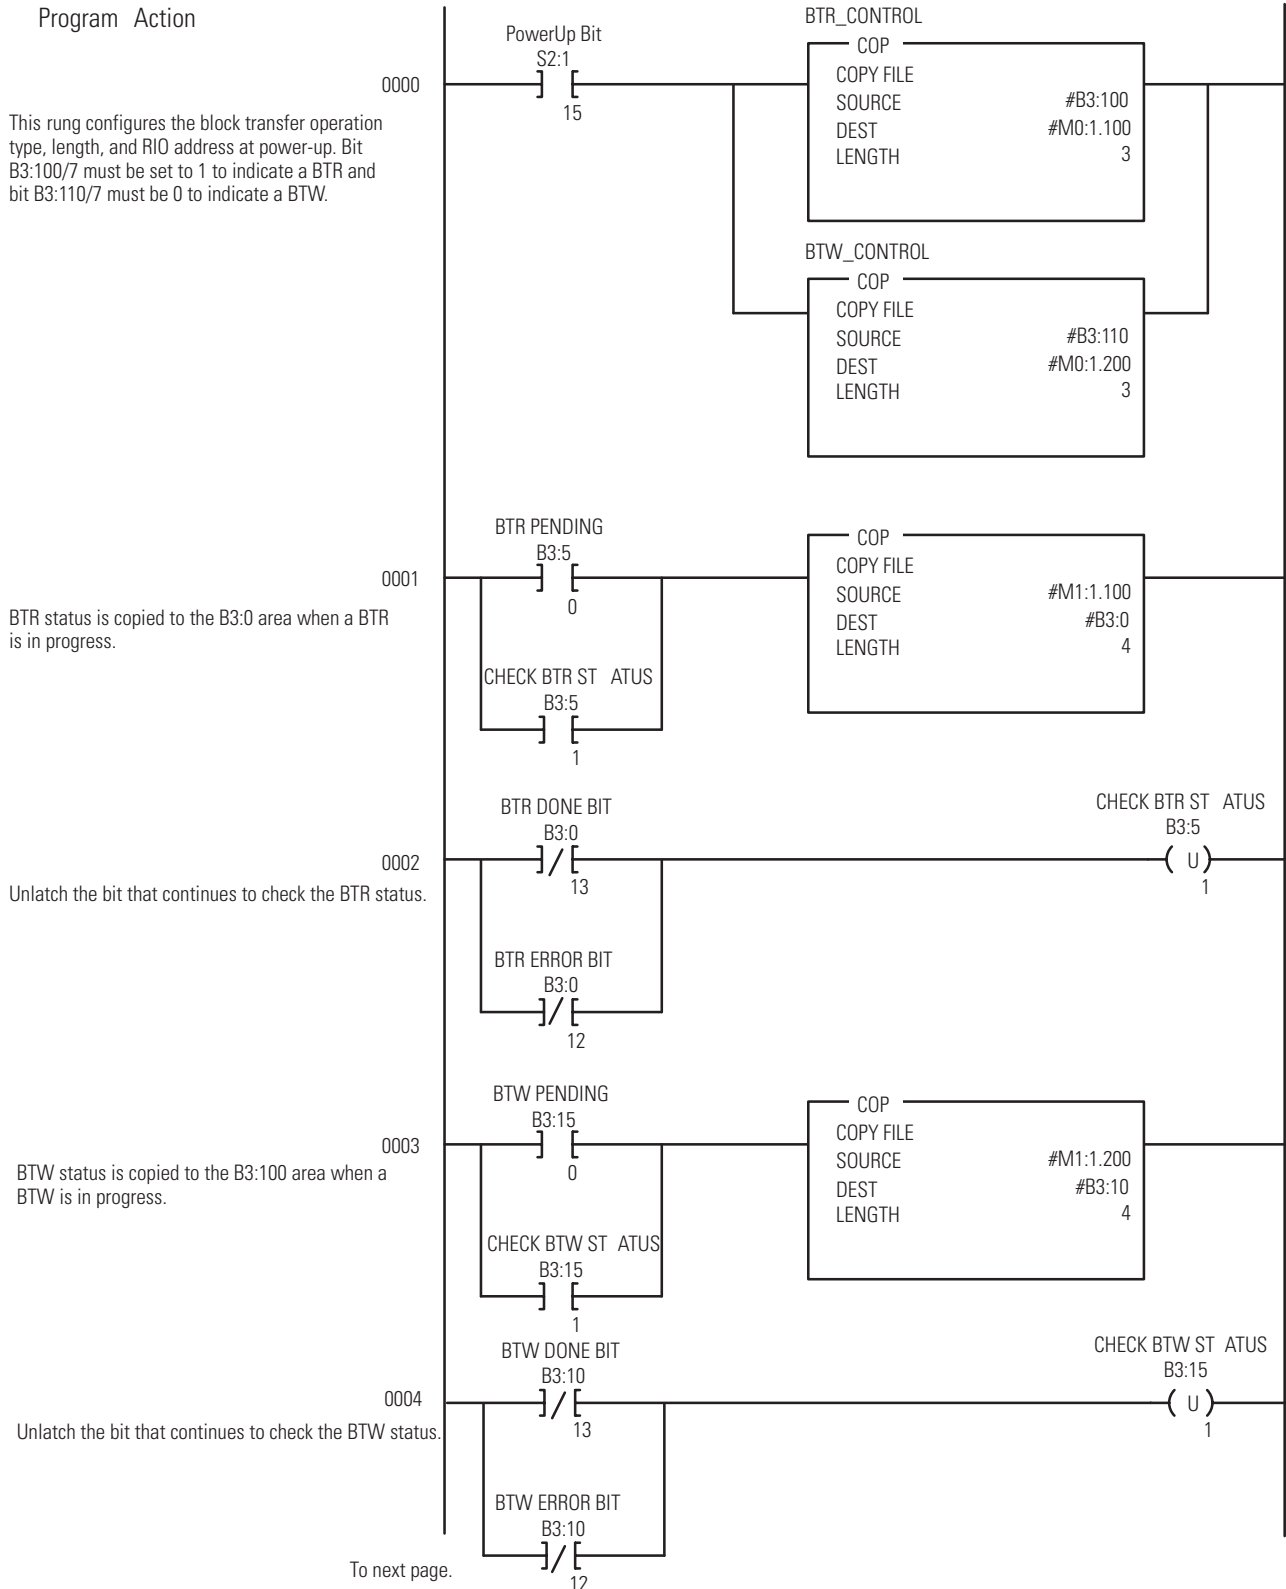 Program Action
PowerUp Bit
S2:1
15
0000
This rung configures the block transfer operation
type, length, and RIO address at power-up. Bit
B3:100/7 must be set to 1 to indicate a BTR and
bit B3:110/7 must be 0 to indicate a BTW.
BTR_CONTROL
COP
COPY FILE
SOURCE #B3:100
DEST #M0:1.100
LENGTH 3
BTW_CONTROL
COP
COPY FILE
SOURCE #B3:110
DEST #M0:1.200
LENGTH 3
0001
BTR status is copied to the B3:0 area when a BTR
is in progress.
BTR PENDING
B3:5
0
CHECK BTR ST ATUS
B3:5
1
COP
COPY FILE
SOURCE #M1:1.100
DEST #B3:0
LENGTH 4
0002
Unlatch the bit that continues to check the BTR status.
BTR DONE BIT
B3:0
13
BTR ERROR BIT
B3:0
12
CHECK BTR ST ATUS
B3:5
U
1
0003
BTW status is copied to the B3:100 area when a
BTW is in progress.
BTW PENDING
B3:15
0
CHECK BTW ST ATUS
B3:15
1
COP
COPY FILE
SOURCE #M1:1.200
DEST #B3:10
LENGTH 4
0004
Unlatch the bit that continues to check the BTW status.
BTW DONE BIT
B3:10
13
BTW ERROR BIT
B3:10
12
CHECK BTW ST ATUS
B3:15
U
1
To next page.